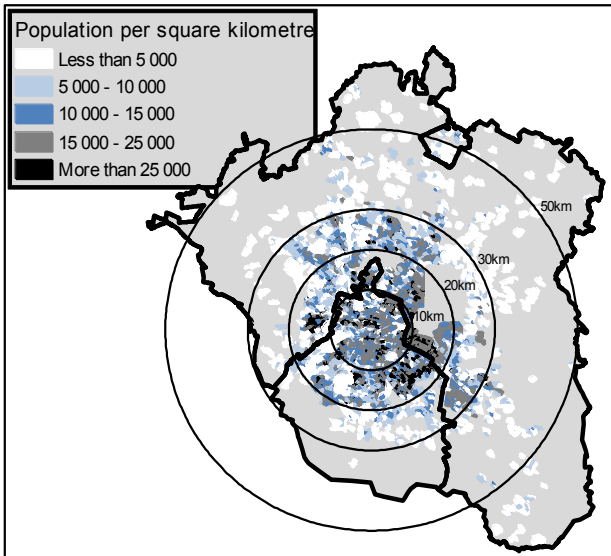 Population per square kilometre
Less than 5 000
5 000 - 10 000
10 000 - 15 000
15 000 - 25 000
More than 25 000
50km
30km
20km
10km